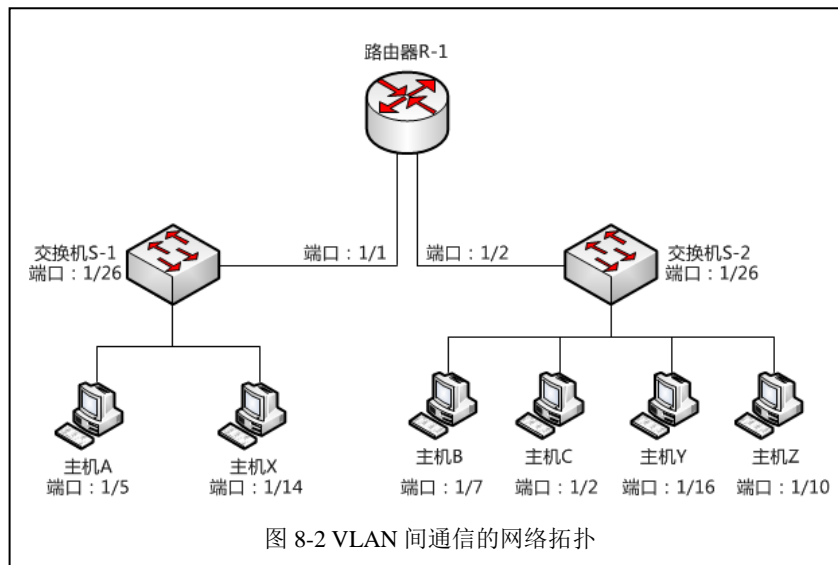 路由器R-1
交换机S-1
端口：1/26
端口：1/1
端口：1/2
交换机S-2
端口：1/26
主机A
端口：1/5
主机X
端口：1/14
主机B
端口：1/7
主机C
端口：1/2
主机Y
端口：1/16
主机Z
端口：1/10
图 8-2 VLAN 间通信的网络拓扑